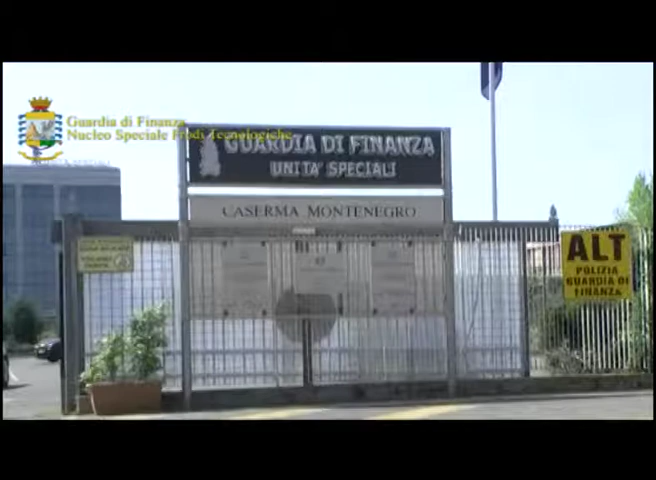 Guardia di Finanza
Nucleo Speciale Frodi Tecnologiche
GUARDIA DI FINANZA
UNITA' SPECIALI
CASERMA MONTENEGRO
ALT
POLIZIA
GUARDIA di
FINANZA